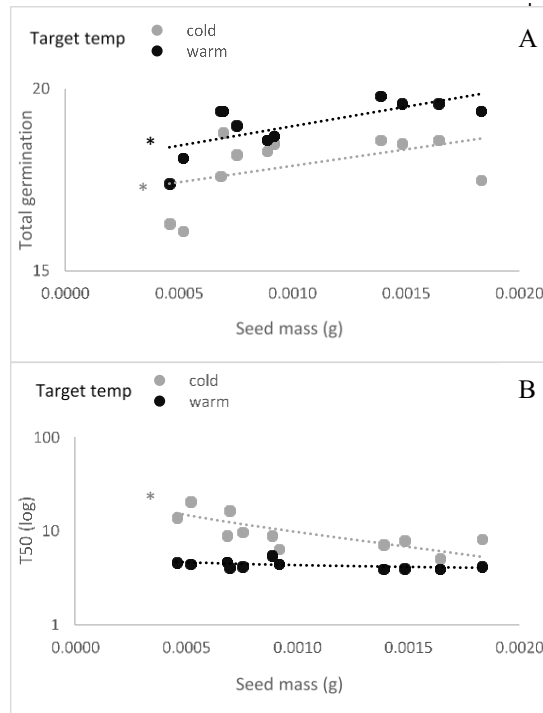 Target temp
cold
warm
A
20
*
*
15
Total germination
0.0000 0.0005 0.0010 0.0015 0.0020
Seed mass (g)
Target temp
cold
warm
B
100
*
10
1
T50 (log)
0.0000 0.0005 0.0010 0.0015 0.0020
Seed mass (g)